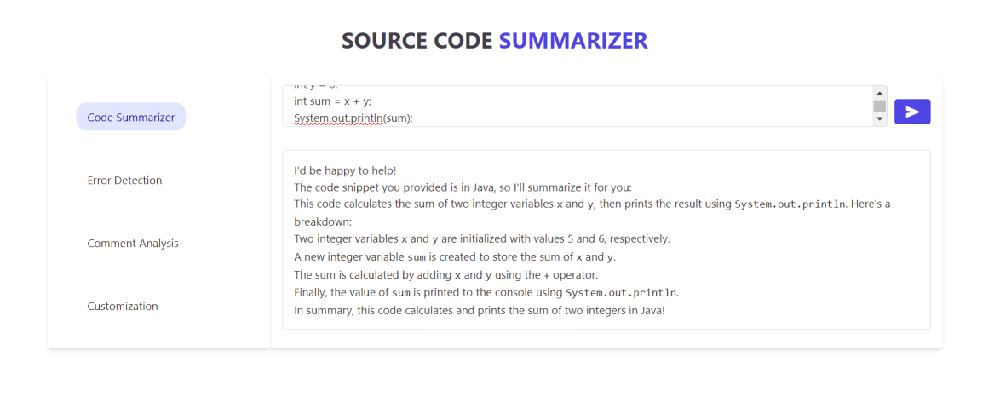 SOURCE CODE SUMMARIZER
Code Summarizer
Error Detection
Comment Analysis
Customization
int y = 6;
int sum = x + y;
System.out.println(sum);
I'd be happy to help!
The code snippet you provided is in Java, so I'll summarize it for you:
This code calculates the sum of two integer variables x and y, then prints the result using System.out.println. Here's a
breakdown:
Two integer variables x and y are initialized with values 5 and 6, respectively.
A new integer variable sum is created to store the sum of x and y.
The sum is calculated by adding x and y using the + operator.
Finally, the value of sum is printed to the console using System.out.println.
In summary, this code calculates and prints the sum of two integers in Java!